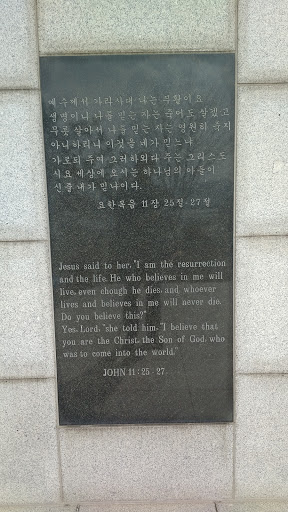 예수께서 가라사대 나는 부활이요
생명이니 나를 믿는 자는 죽어도 살겠고
무릇 살아서 나를 믿는 자는 영원히 죽지
아니하리니 이것을 네가 믿느냐
가로되 주여 그러하외다 주는 그리스도
시요 세상에 오시는 하나님의 아들이
신줄 내가 믿나이다.
요한복음 11장 25절-27절
Jesus said to her, "I am the resurrection
and the life. He who believes in me will
live, even though he dies, and whoever
lives and believes in me will never die.
Do you believe this?"
Yes, Lord, "she told him. "I believe that
you are the Christ, the Son of God, who
was to come into the world."
JOHN 11:25-27.